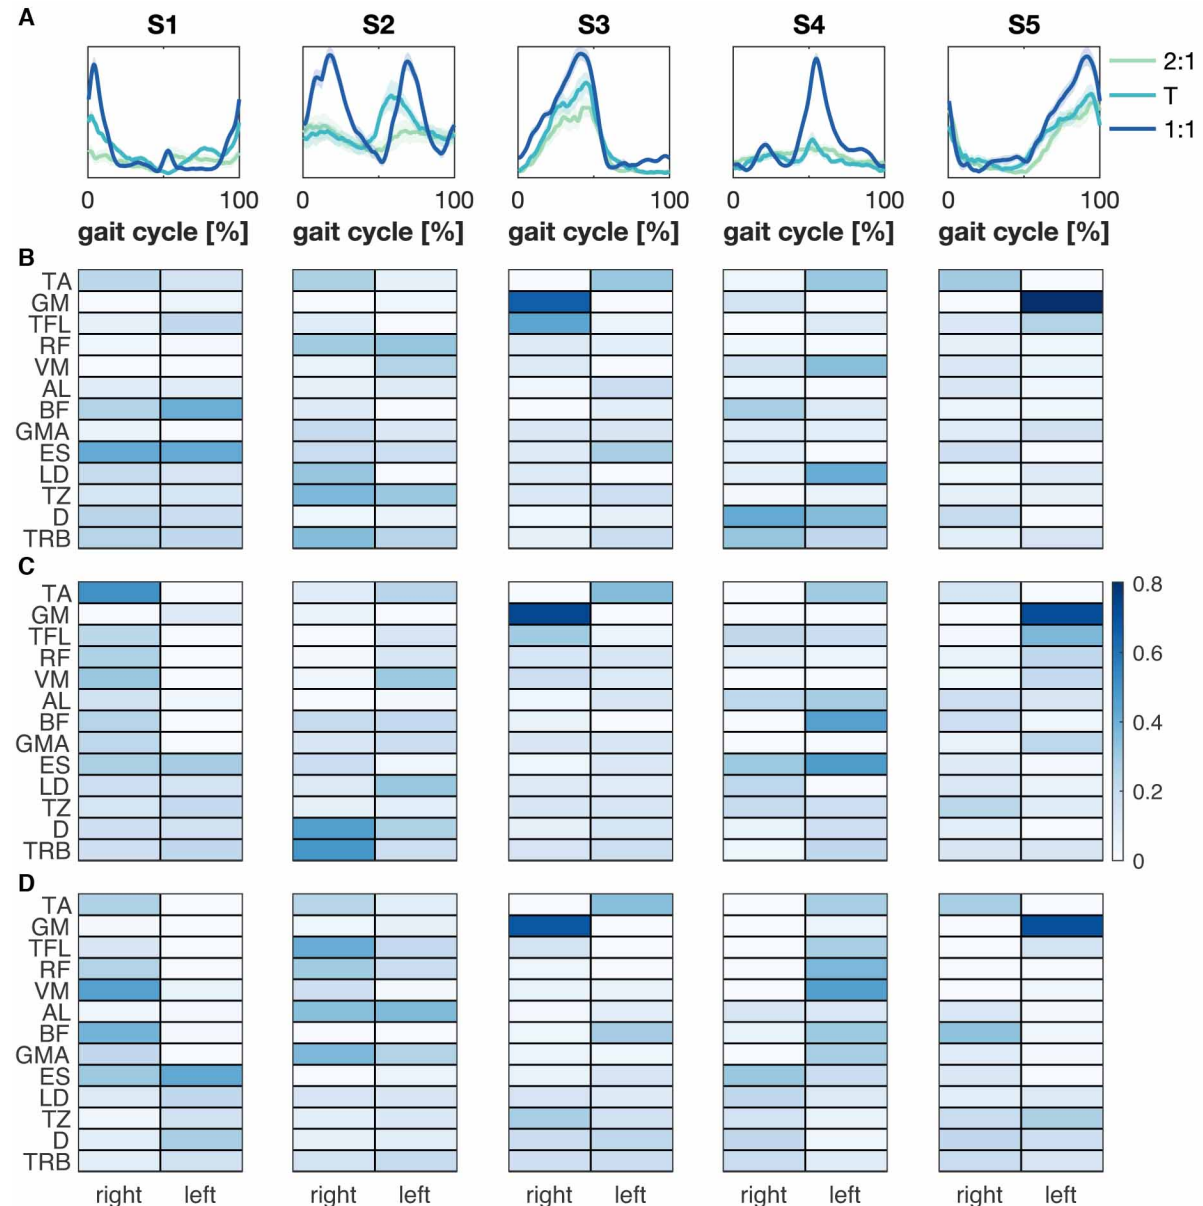 A
S1 S2 S3 S4 S5
2:1
T
1:1
0 100 0 100 0 100 0 100 0 100
gait cycle [%] gait cycle [%] gait cycle [%] gait cycle [%] gait cycle [%]
B
TA
GM
TFL
RF
VM
AL
BF
GMA
ES
LD
TZ
D
TRB
C
TA
GM
TFL
RF
VM
AL
BF
GMA
ES
LD
TZ
D
TRB
0.8
0.6
0.4
0.2
0
D
TA
GM
TFL
RF
VM
AL
BF
GMA
ES
LD
TZ
D
TRB
right left right left right left right left right left